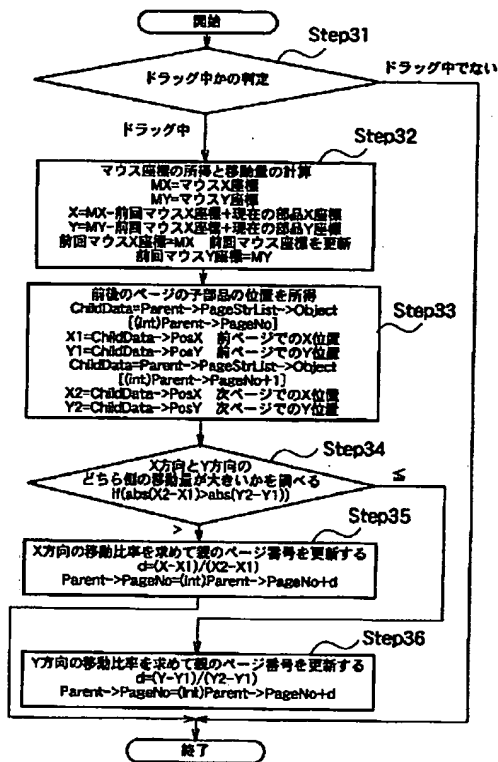 開始
Step31
ドラッグ中かの判定
ドラッグ中でない
ドラッグ中
Step32
マウス座標の所得と移動量の計算
MX=マウスX座標
MY=マウスY座標
X=MX-前回マウスX座標+現在の部品X座標
Y=MY-前回マウスY座標+現在の部品Y座標
前回マウスX座標=MX 前回マウス座標を更新
前回マウスY座標=MY
Step33
前後のページの子部品の位置を所得
ChildData=Parent->PageStrList->Object
[(int)Parent->PageNo]
X1=ChildData->PosX 前ページでのX位置
Y1=ChildData->PosY 前ページでのY位置
ChildData=Parent->PageStrList->Object
[(int)Parent->PageNo+1]
X2=ChildData->PosX 次ページでのX位置
Y2=ChildData->PosY 次ページでのY位置
Step34
X方向とY方向の
どちら側の移動量が大きいかを調べる
if(abs(X2-X1)>abs(Y2-Y1))
≦
>
Step35
X方向の移動比率を求めて親のページ番号を更新する
d=(X-X1)/(X2-X1)
Parent->PageNo=(int)Parent->PageNo+d
Step36
Y方向の移動比率を求めて親のページ番号を更新する
d=(Y-Y1)/(Y2-Y1)
Parent->PageNo=(int)Parent->PageNo+d
終了